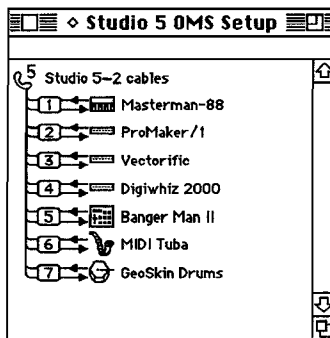 ◇ Studio 5 OMS Setup
5 Studio 5-2 cables
1 Masterman-88
2 ProMaker/1
3 Vectorific
4 Digiwhiz 2000
5 Banger Man II
6 MIDI Tuba
7 GeoSkin Drums